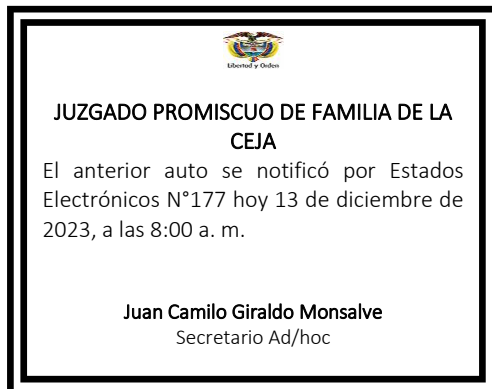 Libertad y Orden
JUZGADO PROMISCUO DE FAMILIA DE LA
CEJA
El anterior auto se notificó por Estados
Electrónicos N°177 hoy 13 de diciembre de
2023, a las 8:00 a. m.
Juan Camilo Giraldo Monsalve
Secretario Ad/hoc